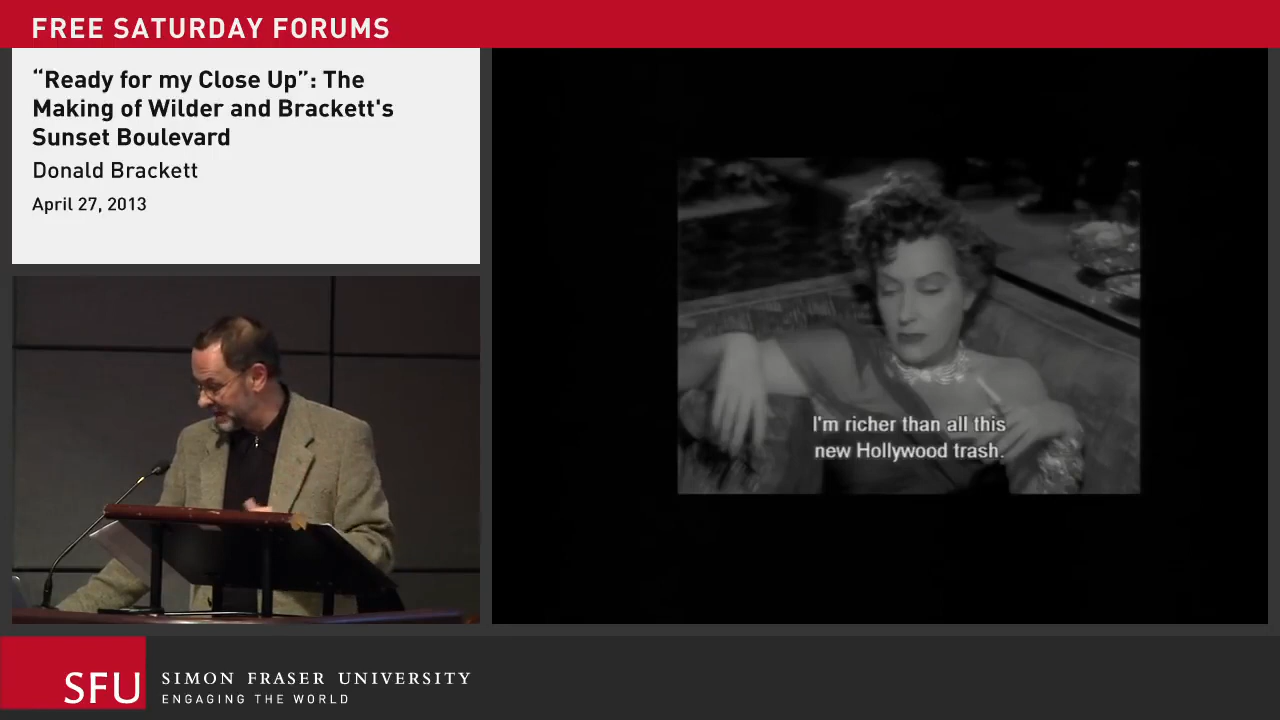 FREE SATURDAY FORUMS
“Ready for my Close Up”: The
Making of Wilder and Brackett's
Sunset Boulevard
Donald Brackett
April 27, 2013
I'm richer than all this
new Hollywood trash.
SFU
SIMON FRASER UNIVERSITY
ENGAGING THE WORLD